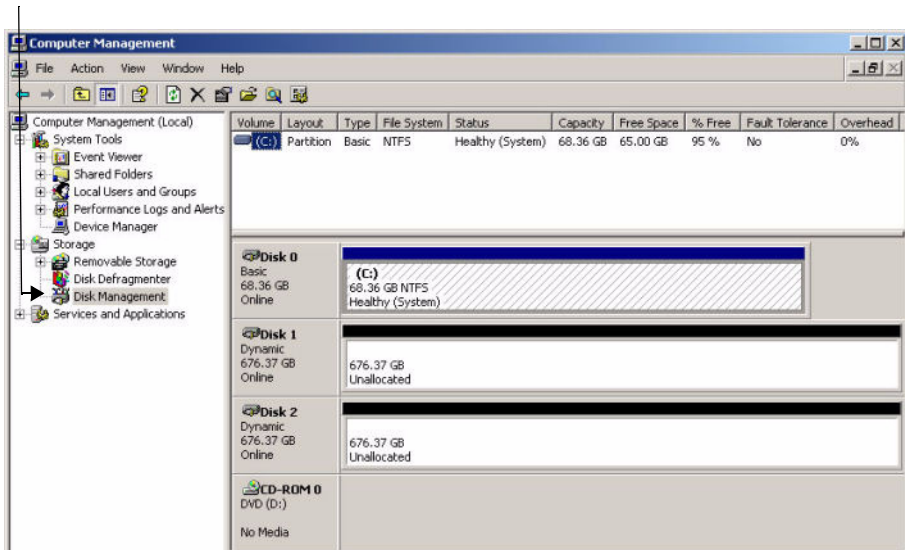 Computer Management
File Action View Window Help
Computer Management (Local)
System Tools
Event Viewer
Shared Folders
Local Users and Groups
Performance Logs and Alerts
Device Manager
Storage
Removable Storage
Disk Defragmenter
Disk Management
Services and Applications
Volume Layout Type File System Status Capacity Free Space % Free Fault Tolerance Overhead
(C:) Partition Basic NTFS Healthy (System) 68.36 GB 65.00 GB 95 % No 0%
Disk 0
Basic
68.36 GB
Online
(C:)
68.36 GB NTFS
Healthy (System)
Disk 1
Dynamic
676.37 GB
Online
676.37 GB
Unallocated
Disk 2
Dynamic
676.37 GB
Online
676.37 GB
Unallocated
CD-ROM 0
DVD (D:)
No Media